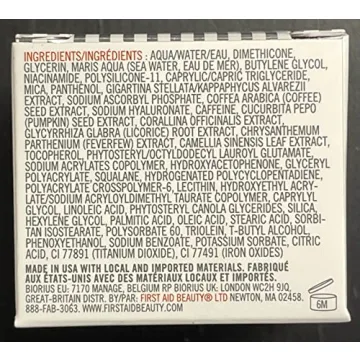 INGREDIENTS/INGRÉDIENTS: AQUA/WATER/EAU, DIMETHICONE,
GLYCERIN, MARIS AQUA (SEA WATER, EAU DE MER), BUTYLENE GLYCOL,
NIACINAMIDE, POLYSILICONE-11, CAPRYLIC/CAPRIC TRIGLYCERIDE,
MICA, PANTHENOL, GIGARTINA STELLATA/KAPPAPHYCUS ALVAREZII
EXTRACT, SODIUM ASCORBYL PHOSPHATE, COFFEA ARABICA (COFFEE)
SEED EXTRACT, SODIUM HYALURONATE, CAFFEINE, CUCURBITA PEPO
(PUMPKIN) SEED EXTRACT, CORALLINA OFFICINALIS EXTRACT,
GLYCYRRHIZA GLABRA (LICORICE) ROOT EXTRACT, CHRYSANTHEMUM
PARTHENIUM (FEVERFEW) EXTRACT, CAMELLIA SINENSIS LEAF EXTRACT,
TOCOPHEROL, PHYTOSTERYL/OCTYLDODECYL LAUROYL GLUTAMATE,
SODIUM ACRYLATES COPOLYMER, HYDROXYACETOPHENONE, GLYCERYL
POLYACRYLATE, SQUALANE, HYDROGENATED POLYCYCLOPENTADIENE,
POLYACRYLATE CROSSPOLYMER-6, LECITHIN, HYDROXYETHYL ACRY-
LATE/SODIUM ACRYLOYLDIMETHYL TAURATE COPOLYMER, CAPRYLYL
GLYCOL, LINOLEIC ACID, PHYTOSTERYL CANOLA GLYCERIDES, SILICA,
HEXYLENE GLYCOL, PALMITIC ACID, OLEIC ACID, STEARIC ACID, SORBI-
TAN ISOSTEARATE, POLYSORBATE 60, TRIOLEIN, T-BUTYL ALCOHOL,
PHENOXYETHANOL, SODIUM BENZOATE, POTASSIUM SORBATE, CITRIC
ACID, CI 77891 (TITANIUM DIOXIDE), CI 77491 (IRON OXIDES)
MADE IN USA WITH LOCAL AND IMPORTED MATERIALS. FABRIQUÉ
AUX ÉTATS-UNIS AVEC DES MATÉRIAUX LOCAUX ET IMPORTÉS.
BIORIUS EU: 7170 MANAGE, BELGIUM RP BIORIUS UK: LONDON WC2H 9JQ,
GREAT-BRITAIN DISTR. BY/PAR: FIRST AID BEAUTY® LTD NEWTON, MA 02458.
888-FAB-3063. WWW.FIRSTAIDBEAUTY.COM
6M